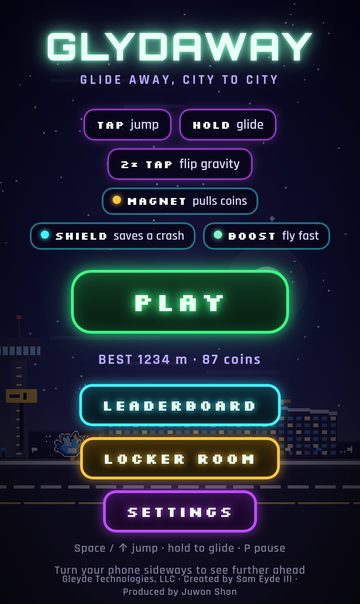 GLYDAWAY
GLIDE AWAY, CITY TO CITY
TAP jump HOLD glide
2× TAP flip gravity
MAGNET pulls coins
SHIELD saves a crash BOOST fly fast
PLAY
BEST 1234 m · 87 coins
LEADERBOARD
LOCKER ROOM
SETTINGS
Space / ↑ jump · hold to glide · P pause
Turn your phone sideways to see further ahead
Gleyde Technologies, LLC · Created by Sam Eyde III ·
Produced by Juwon Shon